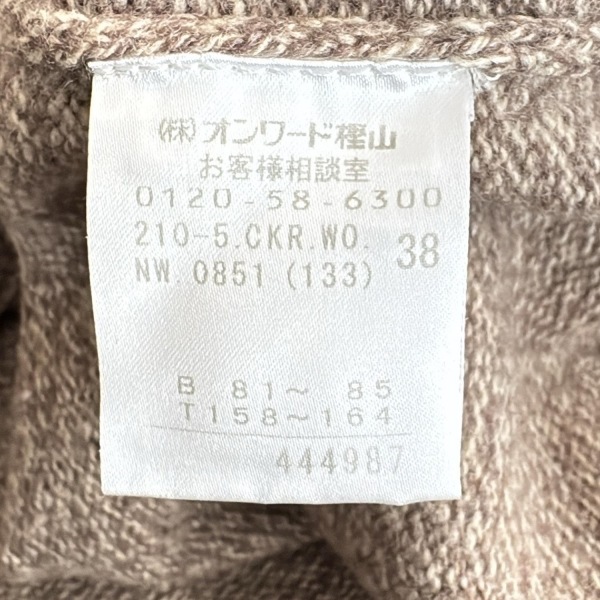 (株)オンワード樫山
お客様相談室
0120-58-6300
210-5.CKR.WO. 38
NW 0851 (133)
B 81～ 85
T158～164
444987